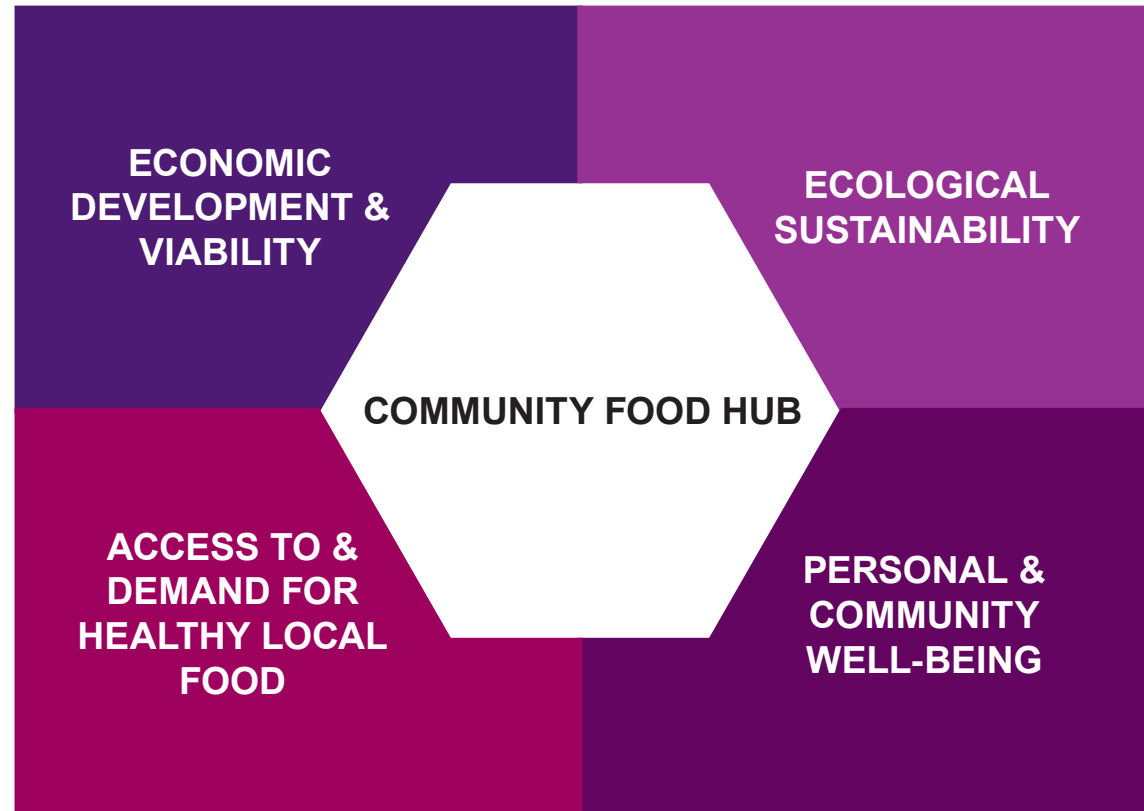 ECONOMIC
DEVELOPMENT &
VIABILITY
ECOLOGICAL
SUSTAINABILITY
COMMUNITY FOOD HUB
ACCESS TO &
DEMAND FOR
HEALTHY LOCAL
FOOD
PERSONAL &
COMMUNITY
WELL-BEING